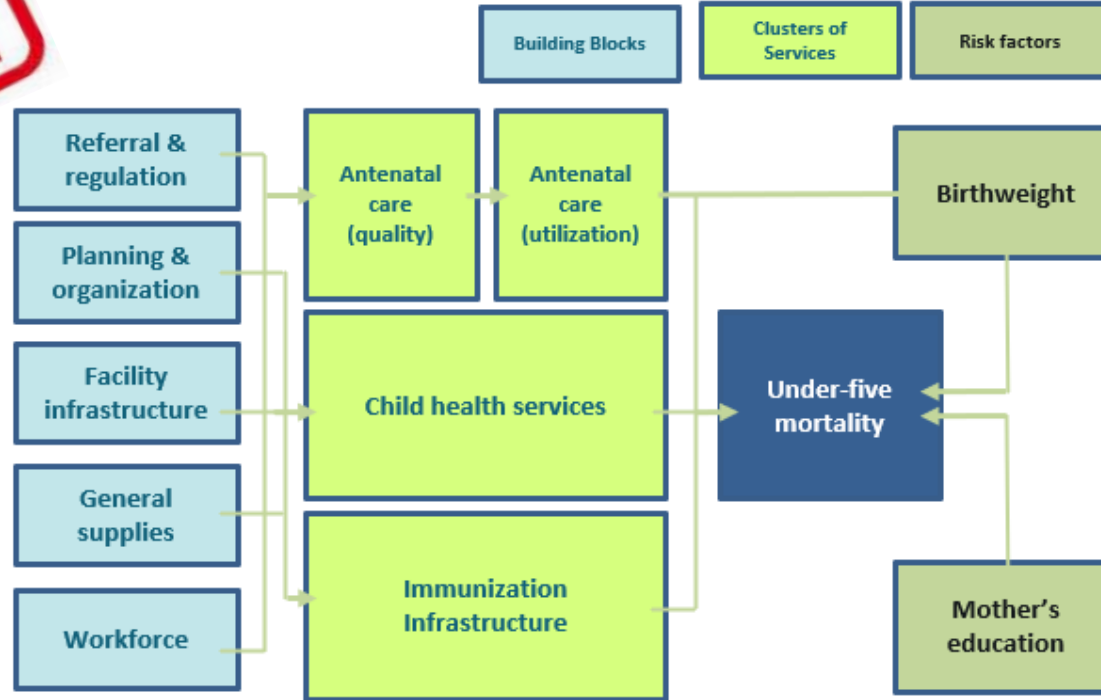 Building Blocks
Clusters of
Services
Risk factors
Referral &
regulation
Planning &
organization
Facility
infrastructure
General
supplies
Workforce
Antenatal
care
(quality)
Antenatal
care
(utilization)
Child health services
Immunization
Infrastructure
Under-five
mortality
Birthweight
Mother's
education